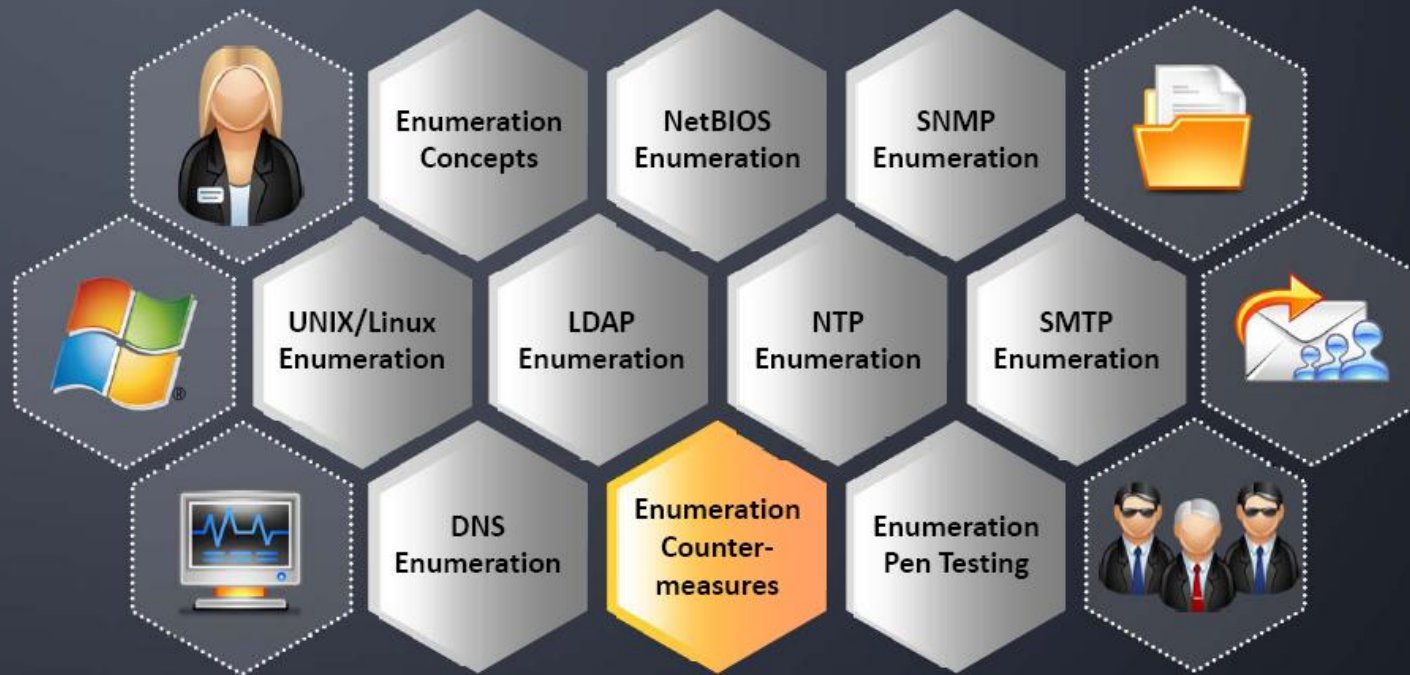 Enumeration
Concepts
NetBIOS
Enumeration
SNMP
Enumeration
UNIX/Linux
Enumeration
LDAP
Enumeration
NTP
Enumeration
SMTP
Enumeration
®
DNS
Enumeration
Enumeration
Counter-
measures
Enumeration
Pen Testing